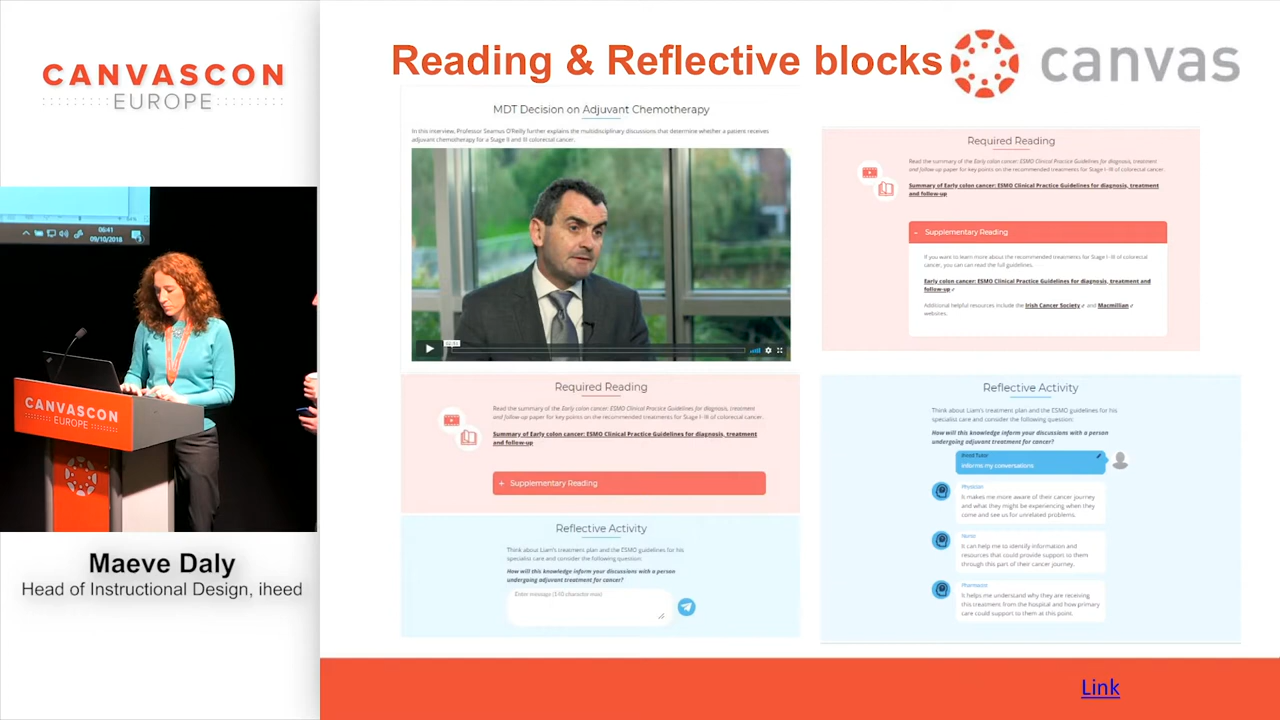 CANVASCON
EUROPE
06:41
09/10/2018
CANVASCON
EUROPE
Maeve Daly
Head of Instructional Design, iheed
Reading & Reflective blocks
canvas
MDT Decision on Adjuvant Chemotherapy
In this interview, Professor Seamus O'Reilly further explains the multidisciplinary discussions that determine whether a patient receives
adjuvant chemotherapy for a Stage II and III colorectal cancer.
Required Reading
Read the summary of the Early colon cancer: ESMO Clinical Practice Guidelines for diagnosis, treatment
and follow-up paper for key points on the recommended treatments for Stage I-III of colorectal cancer.
Summary of Early colon cancer: ESMO Clinical Practice Guidelines for diagnosis, treatment
and follow-up
+ Supplementary Reading
Reflective Activity
Think about Liam's treatment plan and the ESMO guidelines for his
specialist care and consider the following question:
How will this knowledge inform your discussions with a person
undergoing adjuvant treatment for cancer?
Enter message (140 character max)
Required Reading
Read the summary of the Early colon cancer: ESMO Clinical Practice Guidelines for diagnosis, treatment
and follow-up paper for key points on the recommended treatments for Stage I-III of colorectal cancer.
Summary of Early colon cancer: ESMO Clinical Practice Guidelines for diagnosis, treatment
and follow-up
- Supplementary Reading
If you want to learn more about the recommended treatments for Stage I-III of colorectal
cancer, you can read the full guidelines.
Early colon cancer: ESMO Clinical Practice Guidelines for diagnosis, treatment and
follow-up
Additional helpful resources include the Irish Cancer Society and Macmillan
websites.
Reflective Activity
Think about Liam's treatment plan and the ESMO guidelines for his
specialist care and consider the following question:
How will this knowledge inform your discussions with a person
undergoing adjuvant treatment for cancer?
Tutor
informs my conversations
Physician
It makes me more aware of their cancer journey
and what they might be experiencing when they
come and see us for unrelated problems.
Nurse
It can help me to identify information and
resources that could provide support to them
through this part of their cancer journey.
Pharmacist
It helps me understand why they are receiving
this treatment from the hospital and how primary
care could support to them at this point.
Link